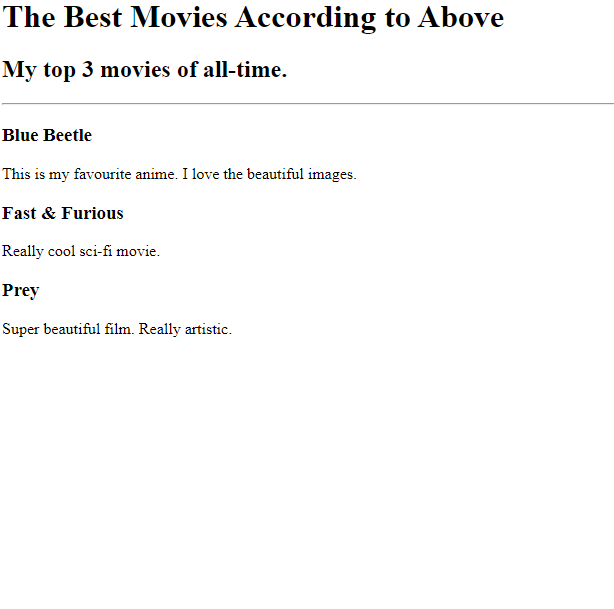 The Best Movies According to Above
My top 3 movies of all-time.
Blue Beetle
This is my favourite anime. I love the beautiful images.
Fast & Furious
Really cool sci-fi movie.
Prey
Super beautiful film. Really artistic.